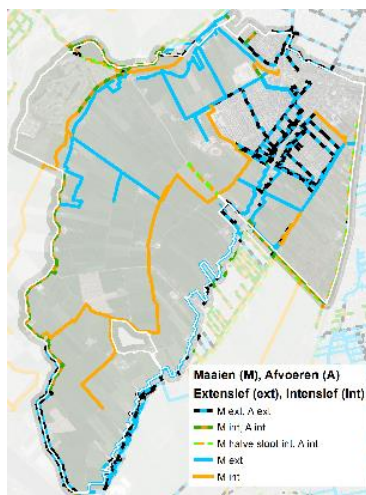 Maaien (M), Afvoeren (A)
Extensief (ext), Intensief (Int)
M ext, A ext
M int, A int
M halve sloot int, A int
M ext
M int